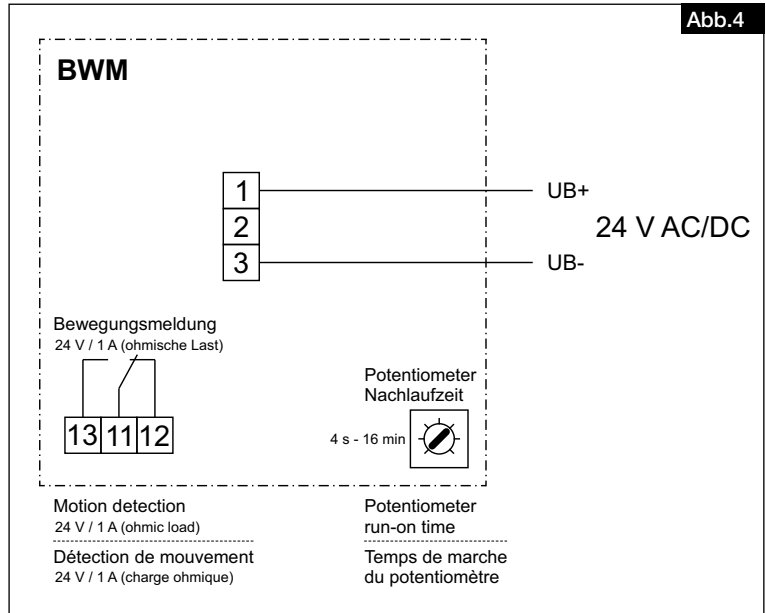 Abb.4
BWM
1
2
3
UB+
24 V AC/DC
UB-
Bewegungsmeldung
24 V / 1 A (ohmische Last)
13 11 12
Potentiometer
Nachlaufzeit
4 s - 16 min
Motion detection
24 V / 1 A (ohmic load)
Détection de mouvement
24 V / 1 A (charge ohmique)
Potentiometer
run-on time
Temps de marche
du potentiomètre